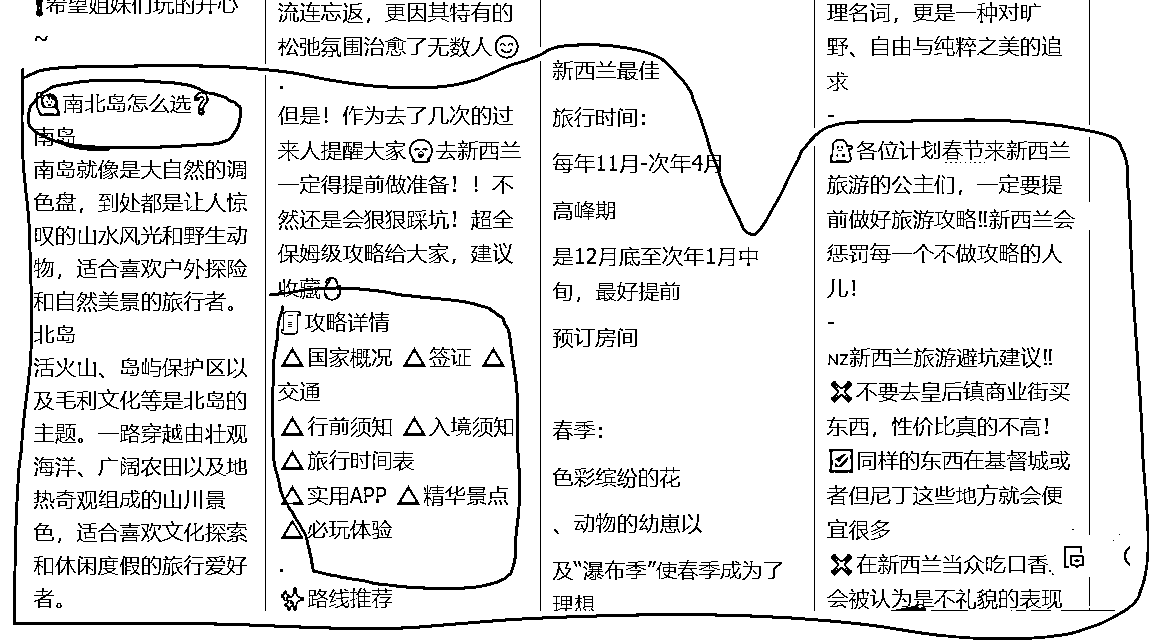 ❗希望姐妹们玩的开心
~
南北岛怎么选❓
南岛
南岛就像是大自然的调
色盘，到处都是让人惊
叹的山水风光和野生动
物，适合喜欢户外探险
和自然美景的旅行者。
北岛
活火山、岛屿保护区以
及毛利文化等是北岛的
主题。一路穿越由壮观
海洋、广阔农田以及地
热奇观组成的山川景
色，适合喜欢文化探索
和休闲度假的旅行爱好
者。
流连忘返，更因其特有的
松弛氛围治愈了无数人😊
.
但是！作为去了几次的过
来人提醒大家😮去新西兰
一定得提前做准备！！不
然还是会狠狠踩坑！超全
保姆级攻略给大家，建议
收藏🥚
📜攻略详情
△国家概况 △签证 △
交通
△行前须知 △入境须知
△旅行时间表
△实用APP △精华景点
△必玩体验
.
✨路线推荐
新西兰最佳
旅行时间：
每年11月-次年4月
高峰期
是12月底至次年1月中
旬，最好提前
预订房间
春季：
色彩缤纷的花
、动物的幼崽以
及“瀑布季”使春季成为了
理想
理名词，更是一种对旷
野、自由与纯粹之美的追
求
-
👻各位计划春节来新西兰
旅游的公主们，一定要提
前做好旅游攻略‼新西兰会
惩罚每一个不做攻略的人
儿！
-
NZ新西兰旅游避坑建议‼
❌不要去皇后镇商业街买
东西，性价比真的不高！
☑同样的东西在基督城或
者但尼丁这些地方就会便
宜很多
❌在新西兰当众吃口香、
会被认为是不礼貌的表现